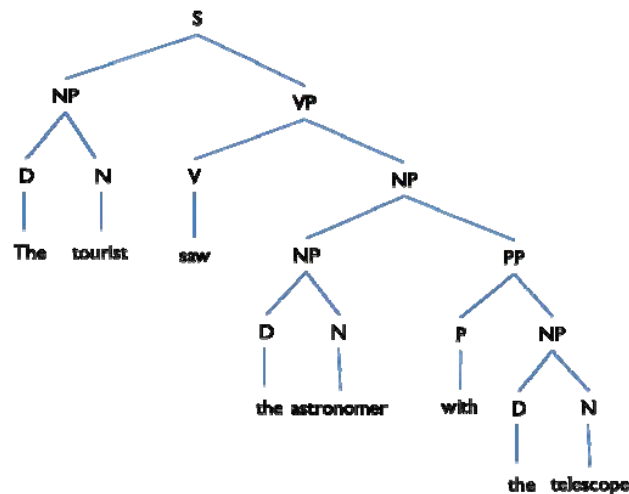 S
NP VP
D N V NP
The tourist saw NP PP
D N P NP
the astronomer with D N
the telescope